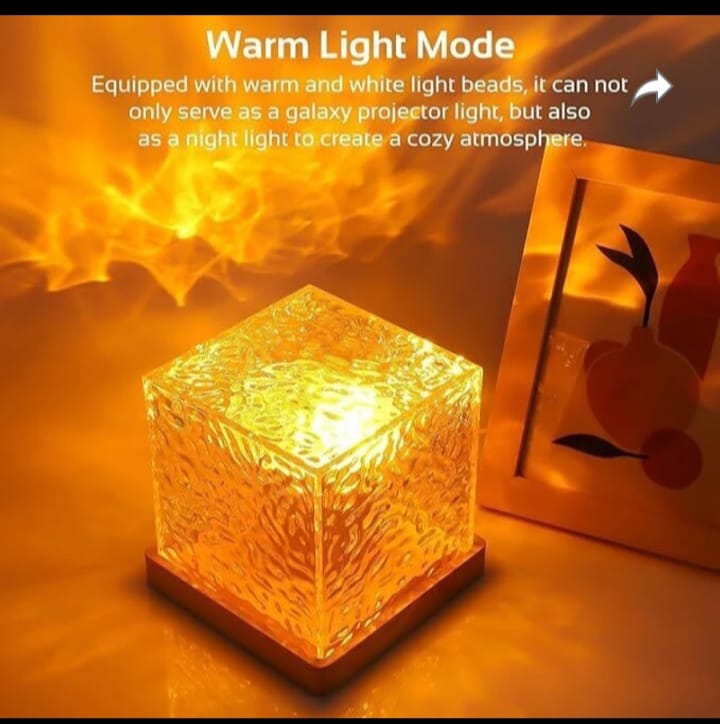 Warm Light Mode
Equipped with warm and white light beads, it can not
only serve as a galaxy projector light, but also
as a night light to create a cozy atmosphere.